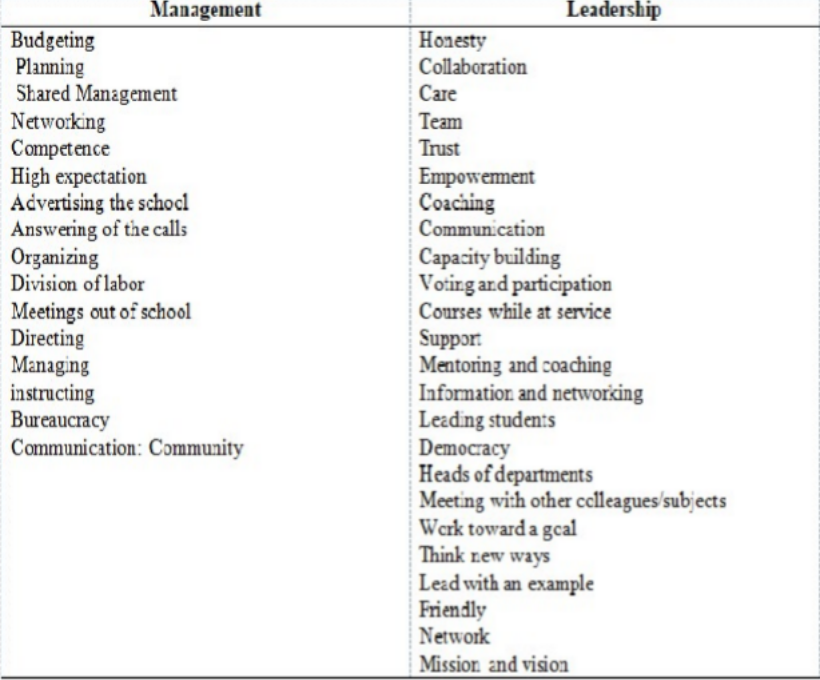 Management Leadership
Budgeting Honesty
Planning Collaboration
Shared Management Care
Networking Team
Competence Trust
High expectation Empowerment
Advertising the school Coaching
Answering of the calls Communication
Organizing Capacity building
Division of labor Voting and participation
Meetings out of school Courses while at service
Directing Support
Managing Mentoring and coaching
instructing Information and networking
Bureaucracy Leading students
Communication: Community Democracy
Heads of departments
Meeting with other colleagues/subjects
Work toward a goal
Think new ways
Lead with an example
Friendly
Network
Mission and vision